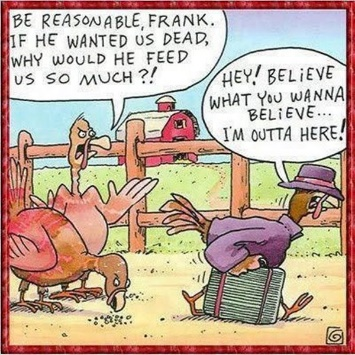 BE REASONABLE, FRANK.
IF HE WANTED US DEAD,
WHY WOULD HE FEED
US SO MUCH?!
HEY! BELIEVE
WHAT YOU WANNA
BELIEVE...
I'M OUTTA HERE!